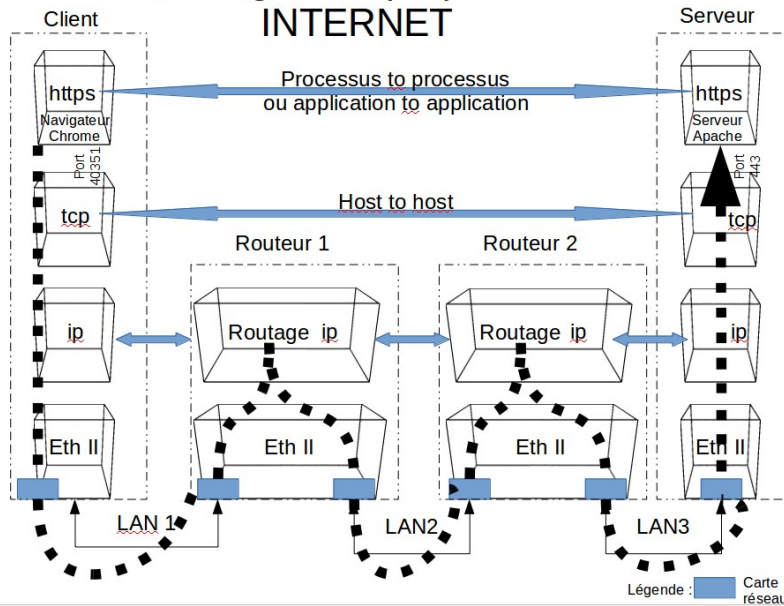 INTERNET
Client
Serveur
https
Navigateur
Chrome
Processus to processus
ou application to application
https
Serveur
Apache
Port
40351
Port
443
tcp
Host to host
tcp
Routeur 1
Routeur 2
ip
Routage ip
Routage ip
ip
Eth II
Eth II
Eth II
Eth II
LAN 1
LAN2
LAN3
Légende :
Carte
réseau